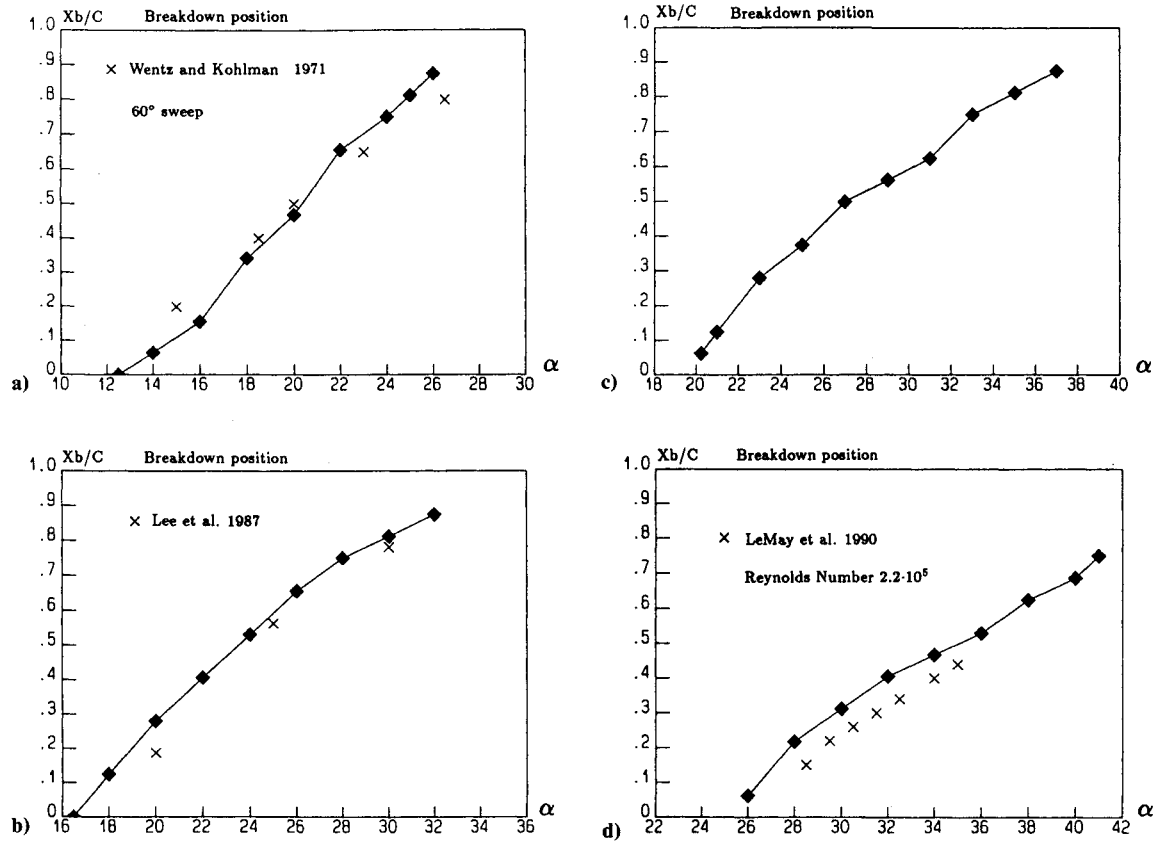 Xb/C Breakdown position
1.0
.9
.8
.7
.6
.5
.4
.3
.2
.1
0
× Wentz and Kohlman 1971
60° sweep
10 12 14 16 18 20 22 24 26 28 30 α
a)
Xb/C Breakdown position
1.0
.9
.8
.7
.6
.5
.4
.3
.2
.1
0
18 20 22 24 26 28 30 32 34 36 38 40 α
c)
Xb/C Breakdown position
1.0
.9
.8
.7
.6
.5
.4
.3
.2
.1
0
× Lee et al. 1987
16 18 20 22 24 26 28 30 32 34 36 α
b)
Xb/C Breakdown position
1.0
.9
.8
.7
.6
.5
.4
.3
.2
.1
0
× LeMay et al. 1990
Reynolds Number 2.2·10⁵
22 24 26 28 30 32 34 36 38 40 42 α
d)